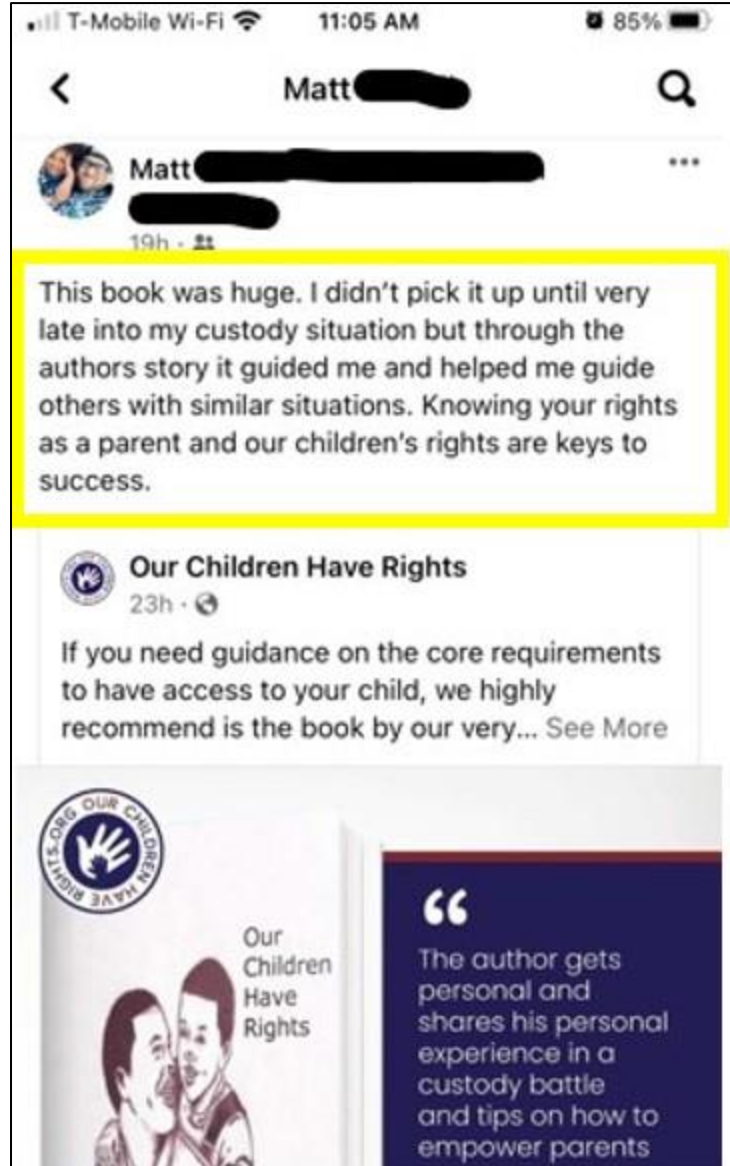 T-Mobile Wi-Fi 11:05 AM 85%
Matt
Matt
19h
This book was huge. I didn't pick it up until very
late into my custody situation but through the
authors story it guided me and helped me guide
others with similar situations. Knowing your rights
as a parent and our children's rights are keys to
success.
Our Children Have Rights
23h
If you need guidance on the core requirements
to have access to your child, we highly
recommend is the book by our very... See More
OUR CHILDREN HAVE RIGHTS.ORG
Our
Children
Have
Rights
“
The author gets
personal and
shares his personal
experience in a
custody battle
and tips on how to
empower parents